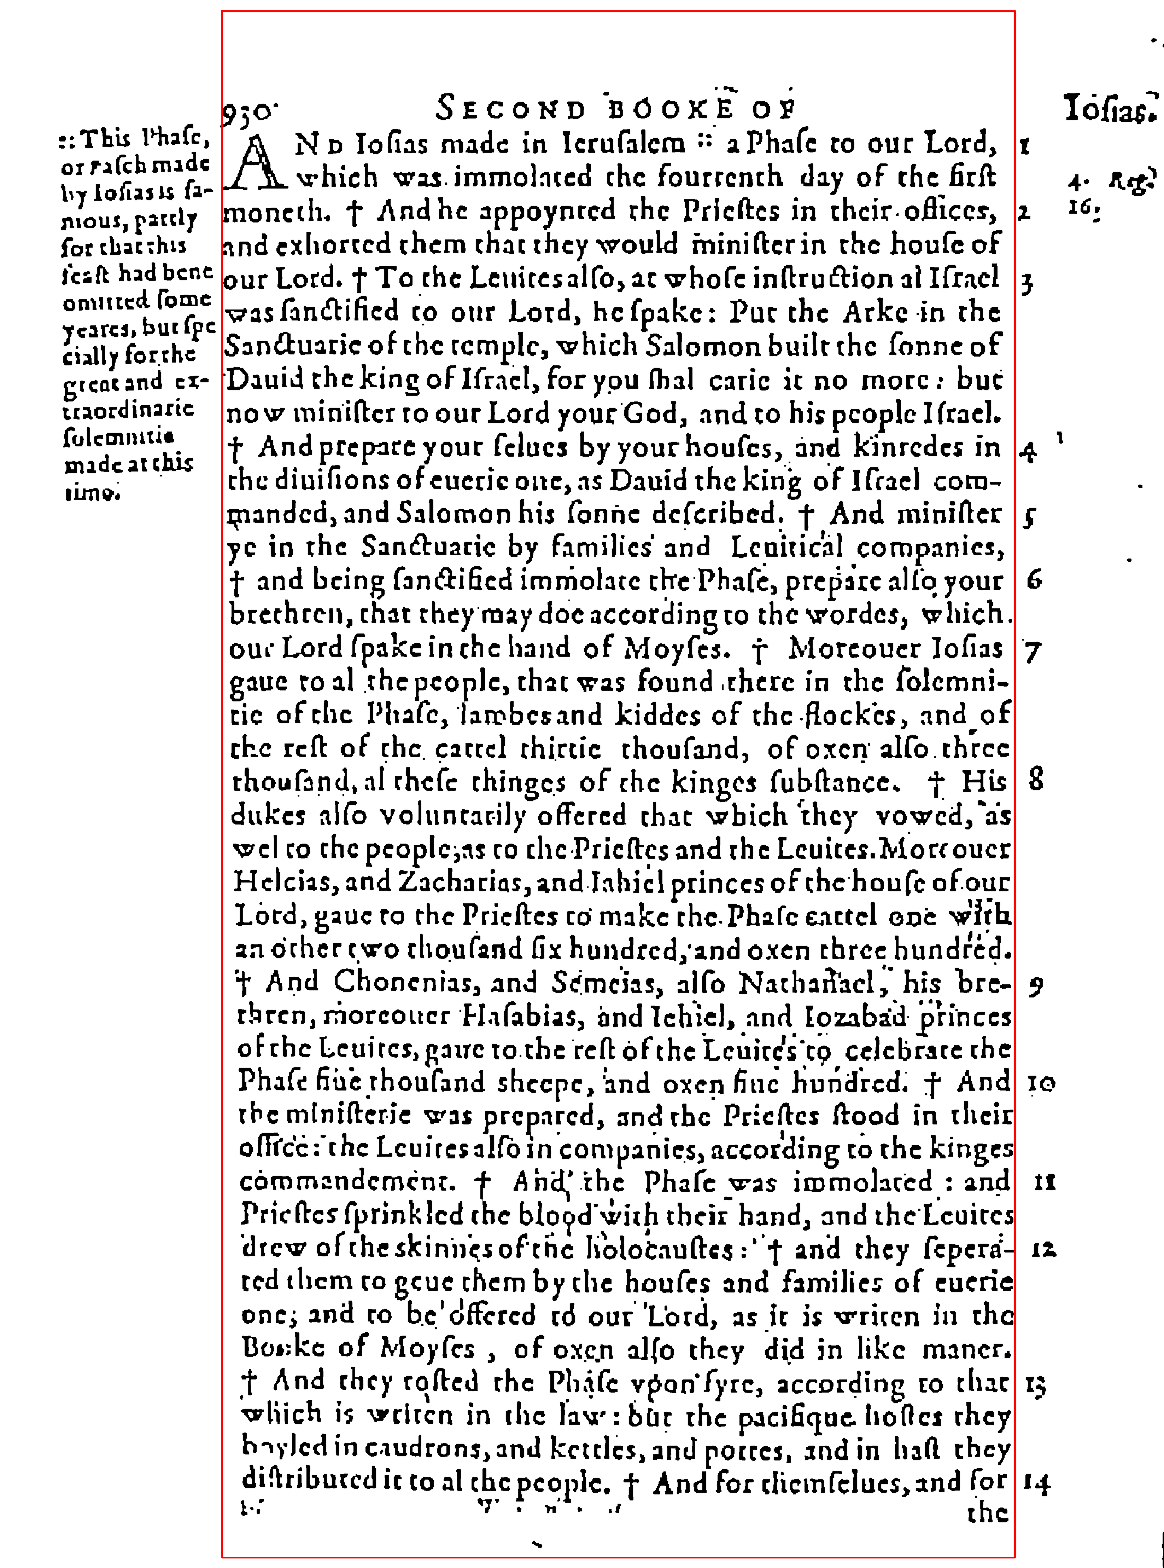 930
SECOND BOOKE OF
Iosias.
:: This Phase,
or Pasch made
by Iosias is fa-
mous, partly
for that this
feast had bene
omitted some
yeares, but spe
cially for the
great and ex-
traordinarie
solemnitie
made at this
time.
ANd Iosias made in Ierusalem :: a Phase to our Lord, 1
which was immolated the fourtenth day of the first
moneth. † And he appoynted the Priestes in their offices, 2
and exhorted them that they would minister in the house of
our Lord. † To the Leuites also, at whose instruction al Israel 3
was sanctified to our Lord, he spake: Put the Arke in the
Sanctuarie of the temple, which Salomon built the sonne of
Dauid the king of Israel, for you shal carie it no more: but
now minister to our Lord your God, and to his people Israel.
† And prepare your selues by your houses, and kinredes in 4
the diuisions of euerie one, as Dauid the king of Israel com-
manded, and Salomon his sonne described. † And minister 5
ye in the Sanctuarie by families and Leuitical companies,
† and being sanctified immolate the Phase, prepare also your 6
brethren, that they may doe according to the wordes, which
our Lord spake in the hand of Moyses. † Moreouer Iosias 7
gaue to al the people, that was found there in the solemni-
tie of the Phase, lambes and kiddes of the flockes, and of
the rest of the cattel thirtie thousand, of oxen also three
thousand, al these thinges of the kinges substance. † His 8
dukes also voluntarily offered that which they vowed, as
wel to the people, as to the Priestes and the Leuites. Moreouer
Helcias, and Zacharias, and Iahiel princes of the house of our
Lord, gaue to the Priestes to make the Phase cattel one with
an other two thousand six hundred, and oxen three hundred.
† And Chonenias, and Semeias, also Nathanael, his bre- 9
thren, moreouer Hasabias, and Iehiel, and Iozabad princes
of the Leuites, gaue to the rest of the Leuites to celebrate the
Phase fiue thousand sheepe, and oxen fiue hundred. † And 10
the ministerie was prepared, and the Priestes stood in their
office: the Leuites also in companies, according to the kinges
commandement. † And the Phase was immolated : and 11
Priestes sprinkled the blood with their hand, and the Leuites
drew of the skinnes of the holocaustes: † and they sepera- 12
ted them to geue them by the houses and families of euerie
one; and to be offered to our Lord, as it is writen in the
Booke of Moyses , of oxen also they did in like maner.
† And they rosted the Phase vpon fyre, according to that 13
which is writen in the law: but the pacifique hostes they
boyled in caudrons, and kettles, and pottes, and in hast they
distributed it to al the people. † And for themselues, and for 14
the
4. Reg.
16.